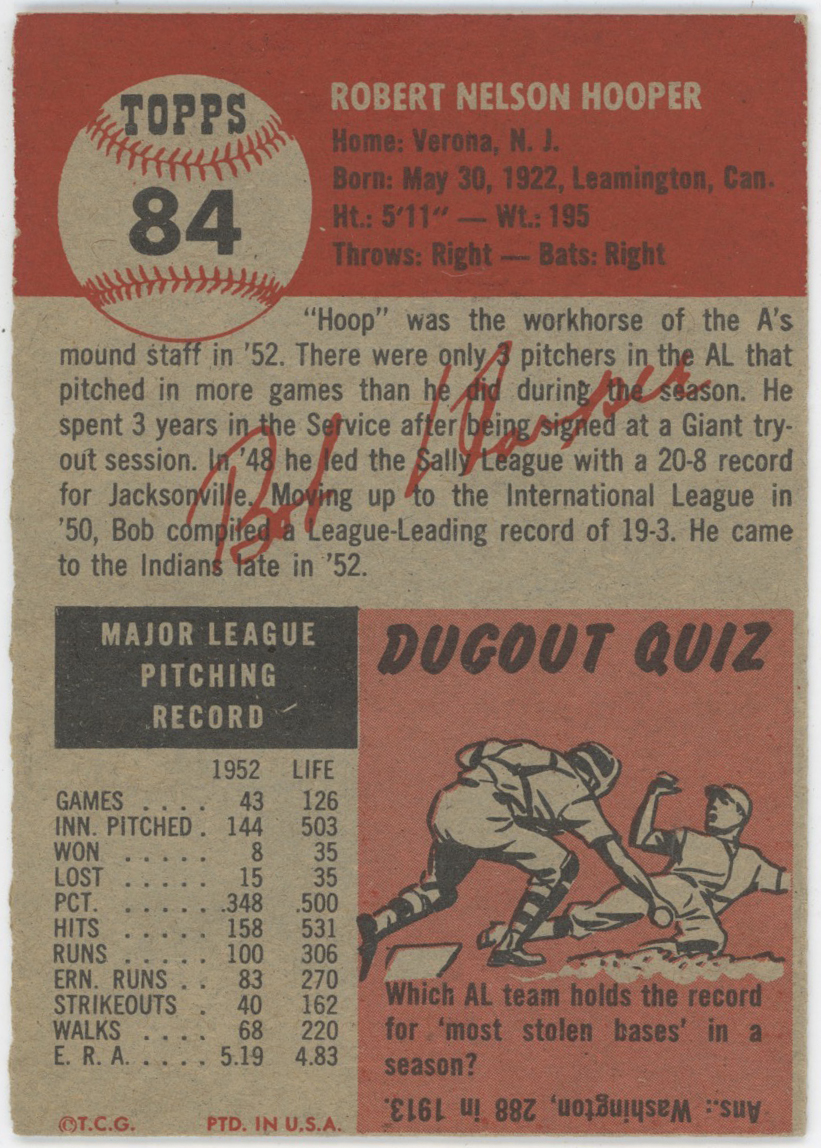 TOPPS
84
ROBERT NELSON HOOPER
Home: Verona, N. J.
Born: May 30, 1922, Leamington, Can.
Ht.: 5'11" — Wt.: 195
Throws: Right — Bats: Right
"Hoop" was the workhorse of the A's
mound staff in '52. There were only 3 pitchers in the AL that
pitched in more games than he did during the season. He
spent 3 years in the Service after being signed at a Giant try-
out session. In '48 he led the Sally League with a 20-8 record
for Jacksonville. Moving up to the International League in
'50, Bob compiled a League-Leading record of 19-3. He came
to the Indians late in '52.
Bob Hooper
MAJOR LEAGUE
PITCHING
RECORD
1952 LIFE
GAMES . . . . 43 126
INN. PITCHED . 144 503
WON . . . . . 8 35
LOST . . . . . 15 35
PCT. . . . . . .348 .500
HITS . . . . . 158 531
RUNS . . . . . 100 306
ERN. RUNS . . 83 270
STRIKEOUTS . 40 162
WALKS . . . . 68 220
E. R. A. . . . . 5.19 4.83
©T.C.G. PTD. IN U.S.A.
DUGOUT QUIZ
Which AL team holds the record
for 'most stolen bases' in a
season?
Ans.: Washington, 288 in 1913.